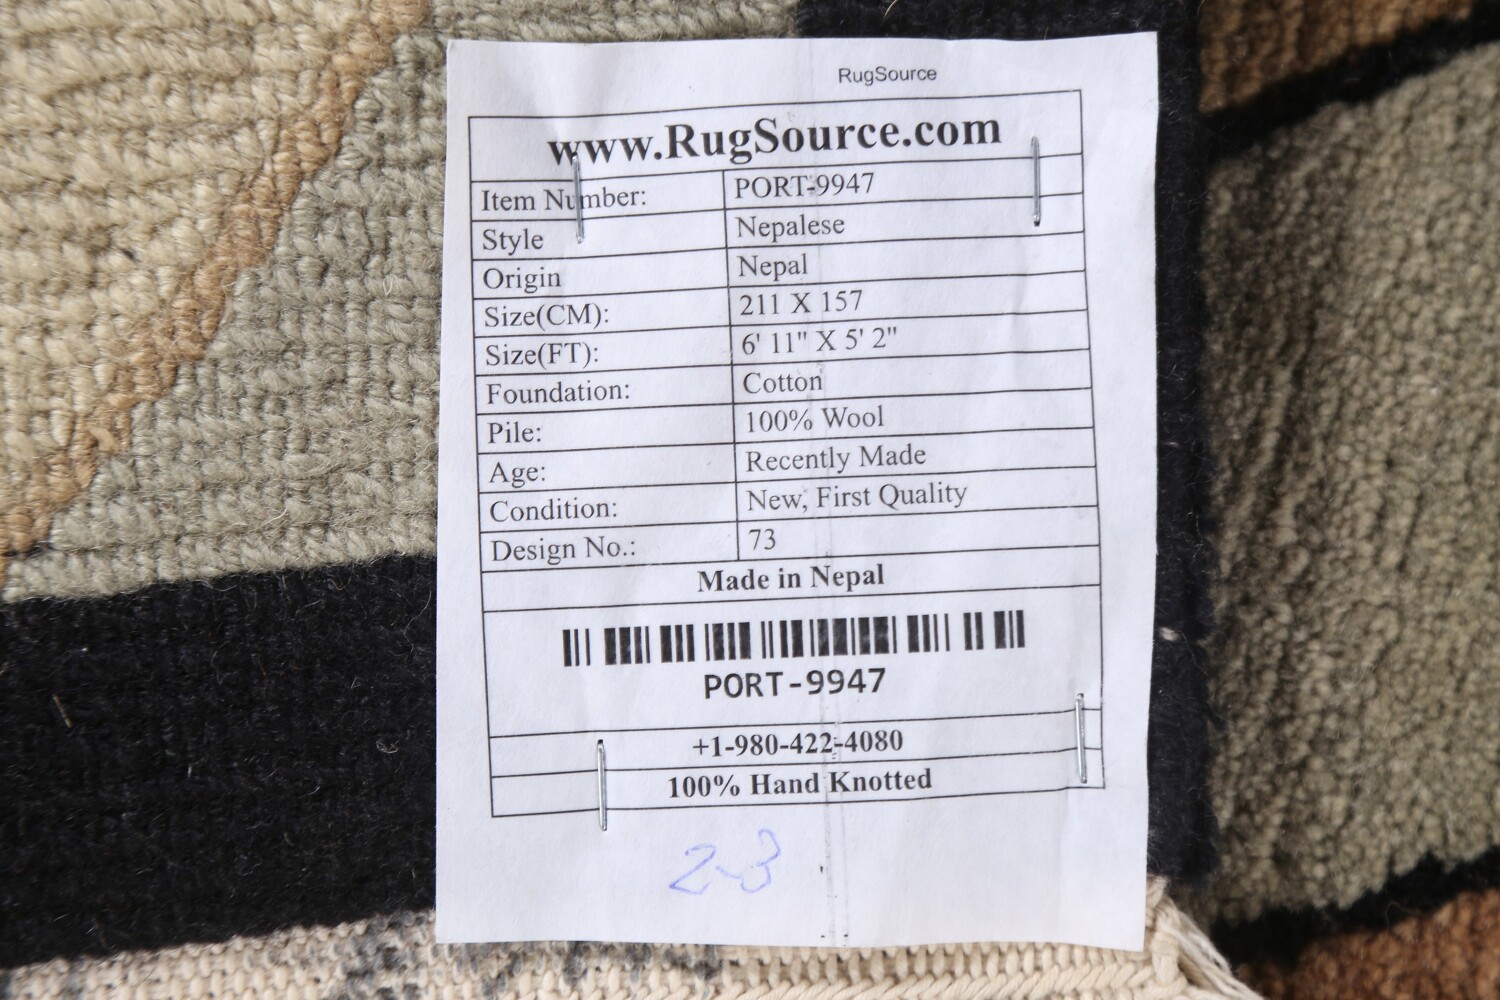 RugSource
www.RugSource.com
Item Number: PORT-9947
Style Nepalese
Origin Nepal
Size(CM): 211 X 157
Size(FT): 6' 11" X 5' 2"
Foundation: Cotton
Pile: 100% Wool
Age: Recently Made
Condition: New, First Quality
Design No.: 73
Made in Nepal
PORT-9947
+1-980-422-4080
100% Hand Knotted
2-3